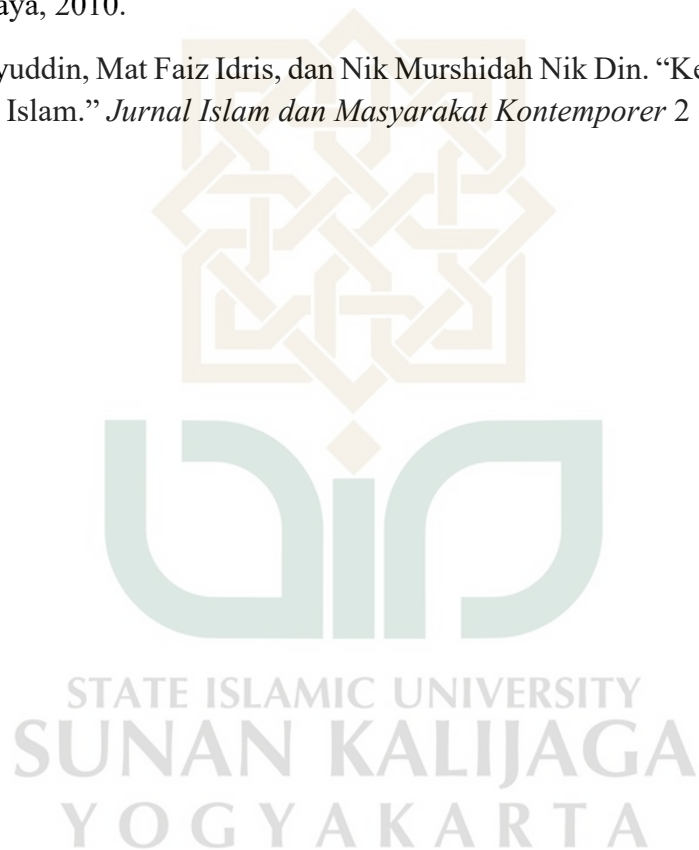 aya, 2010.
yuddin, Mat Faiz Idris, dan Nik Murshidah Nik Din. “Ke
Islam.” Jurnal Islam dan Masyarakat Kontemporer 2
uin
STATE ISLAMIC UNIVERSITY
SUNAN KALIJAGA
YOGYAKARTA